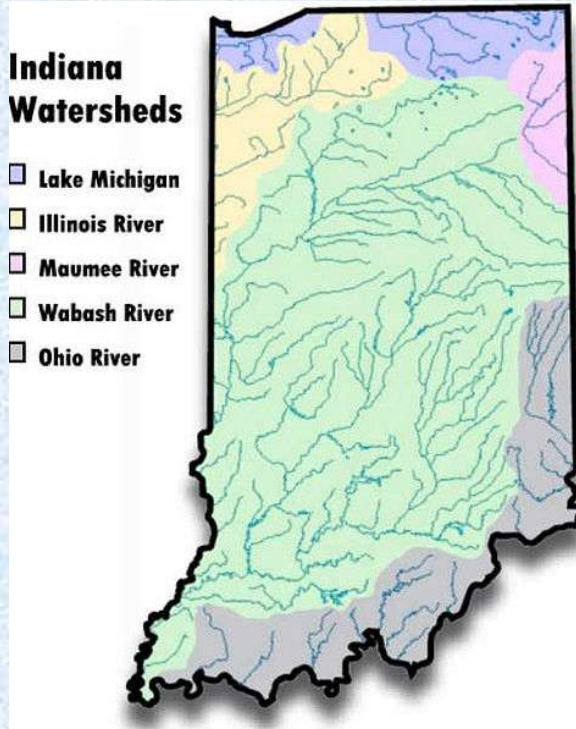 Indiana
Watersheds
Lake Michigan
Illinois River
Maumee River
Wabash River
Ohio River